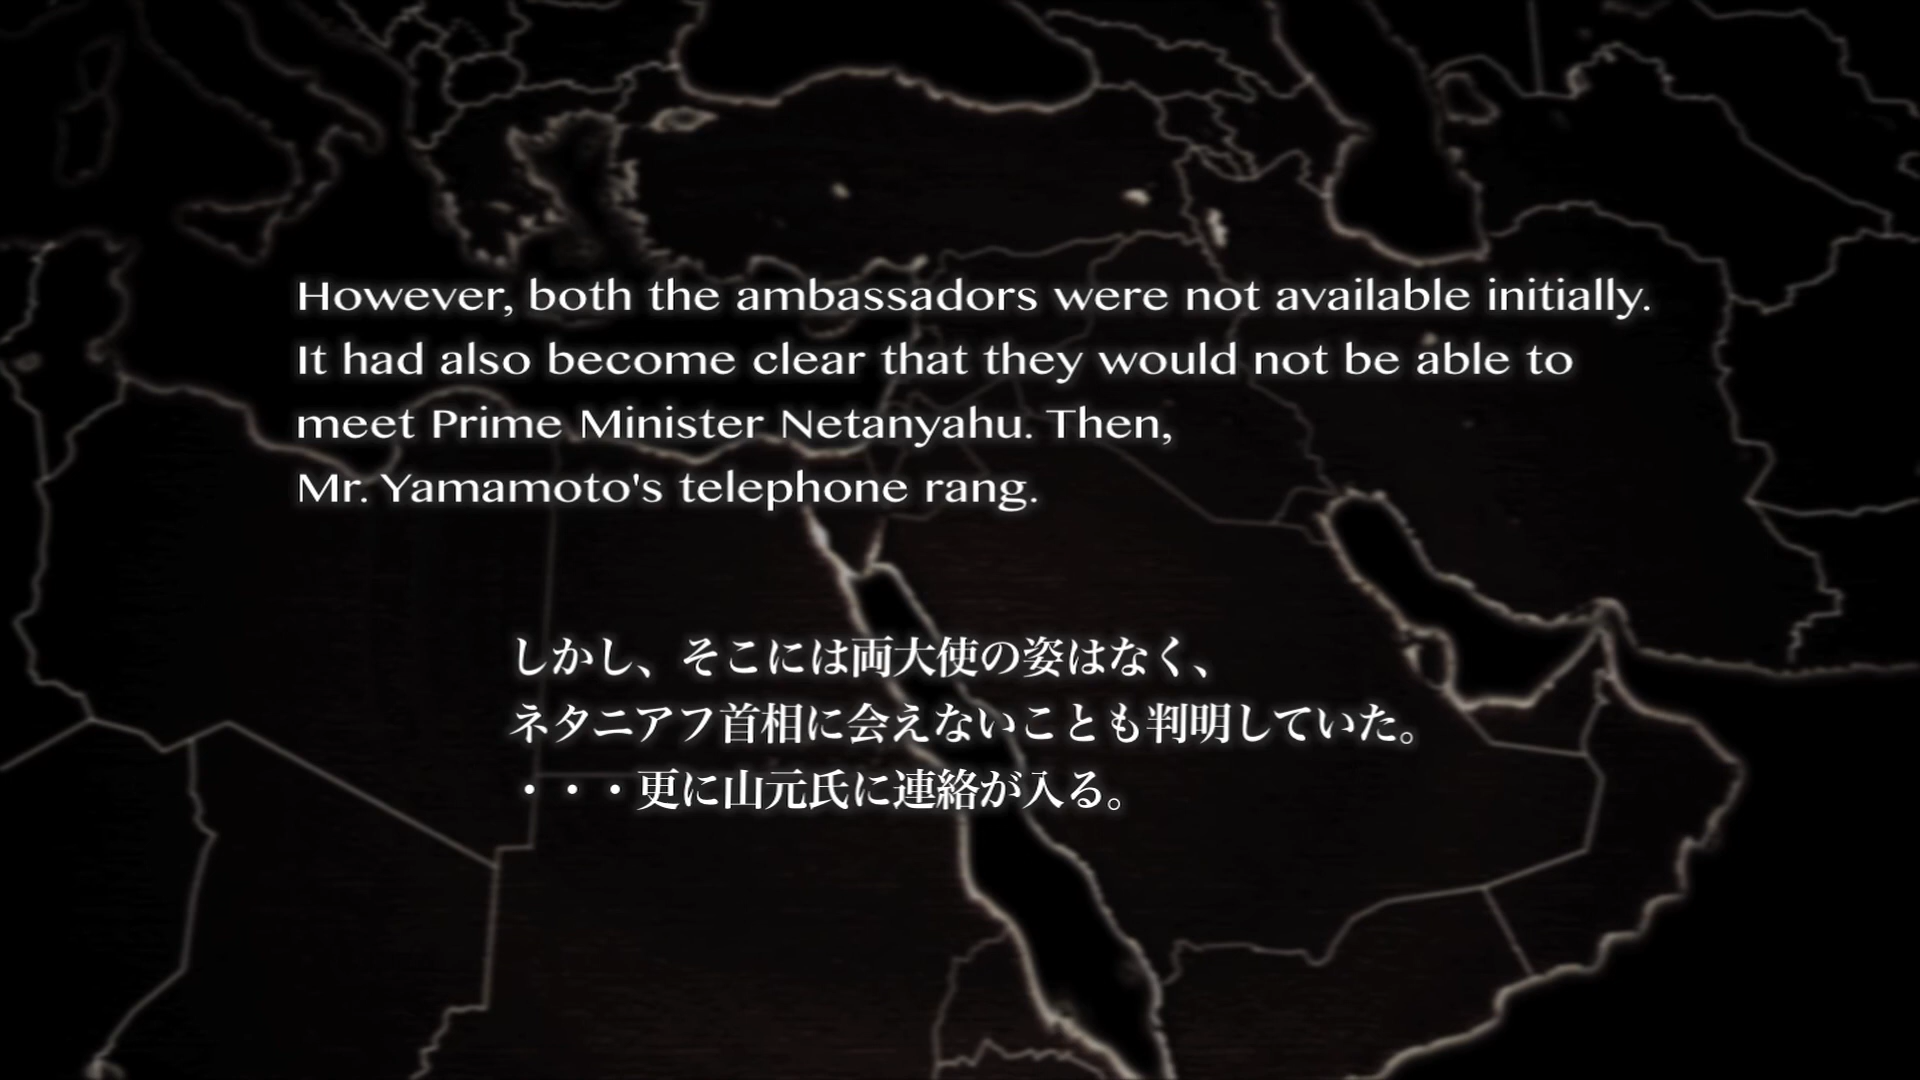 However, both the ambassadors were not available initially.
It had also become clear that they would not be able to
meet Prime Minister Netanyahu. Then,
Mr. Yamamoto's telephone rang.
しかし、そこには両大使の姿はなく、
ネタニアフ首相に会えないことも判明していた。
・・・更に山元氏に連絡が入る。